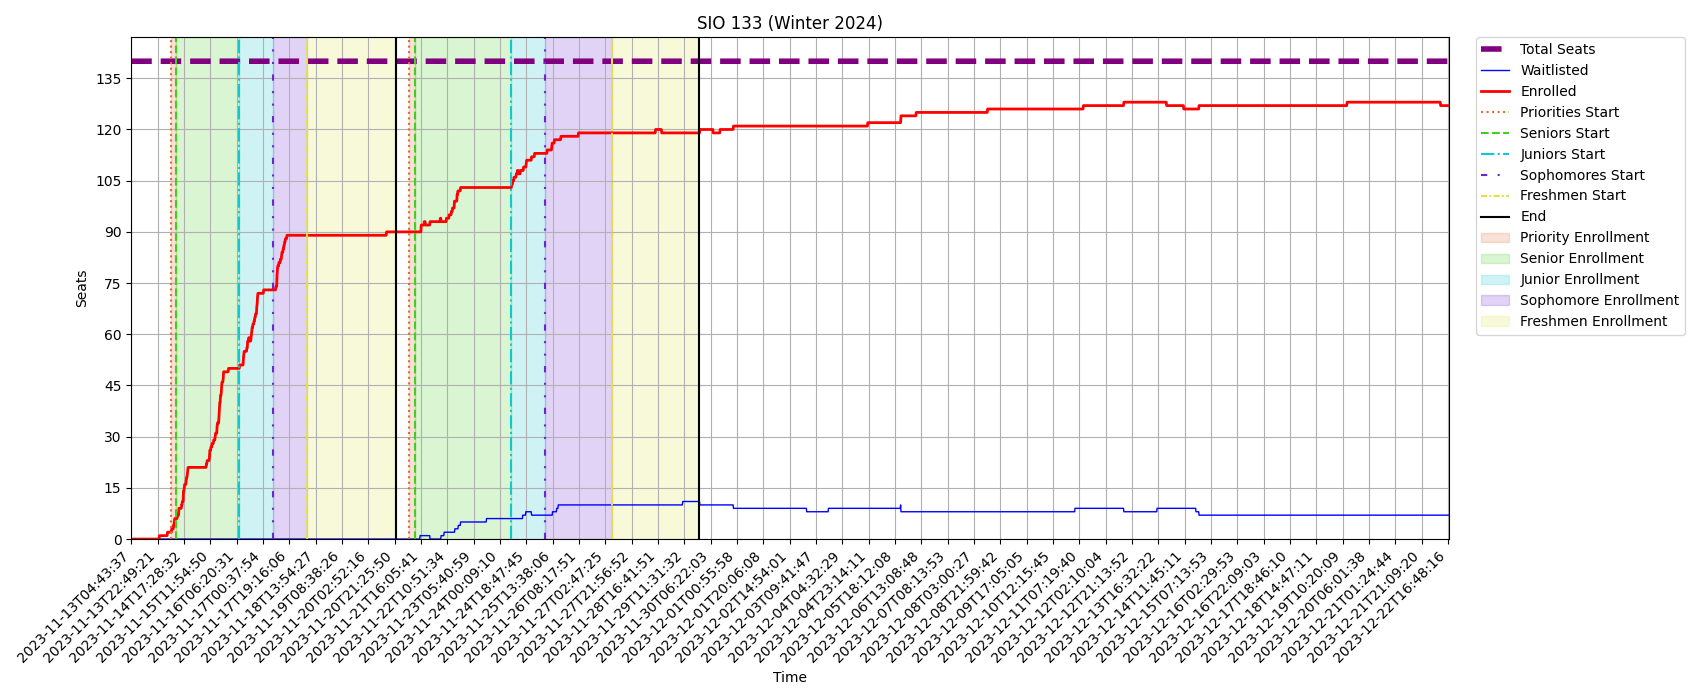 SIO 133 (Winter 2024)
Seats
135
120
105
90
75
60
45
30
15
0
2023-11-13T04:43:37
2023-11-13T22:49:21
2023-11-14T17:28:32
2023-11-15T11:54:50
2023-11-16T06:20:31
2023-11-17T00:37:54
2023-11-17T19:16:06
2023-11-18T13:54:27
2023-11-19T08:38:26
2023-11-20T02:52:16
2023-11-20T21:25:50
2023-11-21T16:05:41
2023-11-22T10:51:34
2023-11-23T05:40:59
2023-11-24T00:09:10
2023-11-24T18:47:45
2023-11-25T13:38:06
2023-11-26T08:17:51
2023-11-27T02:47:25
2023-11-27T21:56:52
2023-11-28T16:41:51
2023-11-29T11:31:32
2023-11-30T06:22:03
2023-12-01T00:55:58
2023-12-01T20:06:08
2023-12-02T14:54:01
2023-12-03T09:41:47
2023-12-04T04:32:29
2023-12-04T23:14:11
2023-12-05T18:12:08
2023-12-06T13:08:48
2023-12-07T08:13:53
2023-12-08T03:00:27
2023-12-08T21:59:42
2023-12-09T17:05:05
2023-12-10T12:15:45
2023-12-11T07:19:40
2023-12-12T02:10:04
2023-12-12T21:13:52
2023-12-13T16:32:22
2023-12-14T11:45:11
2023-12-15T07:13:53
2023-12-16T02:29:53
2023-12-16T22:09:03
2023-12-17T18:46:10
2023-12-18T14:47:11
2023-12-19T10:20:09
2023-12-20T06:01:38
2023-12-21T01:24:44
2023-12-21T21:09:20
2023-12-22T16:48:16
Time
Total Seats
Waitlisted
Enrolled
Priorities Start
Seniors Start
Juniors Start
Sophomores Start
Freshmen Start
End
Priority Enrollment
Senior Enrollment
Junior Enrollment
Sophomore Enrollment
Freshmen Enrollment